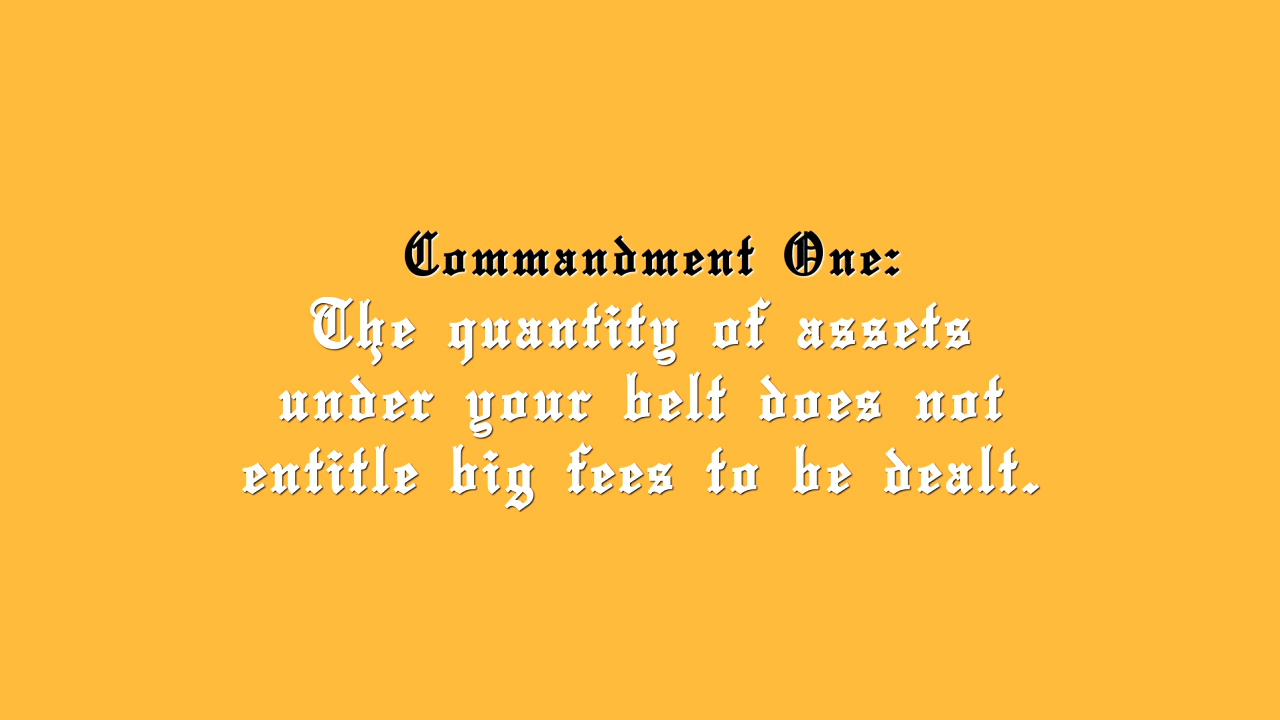 Commandment One:
The quantity of assets
under your belt does not
entitle big fees to be dealt.